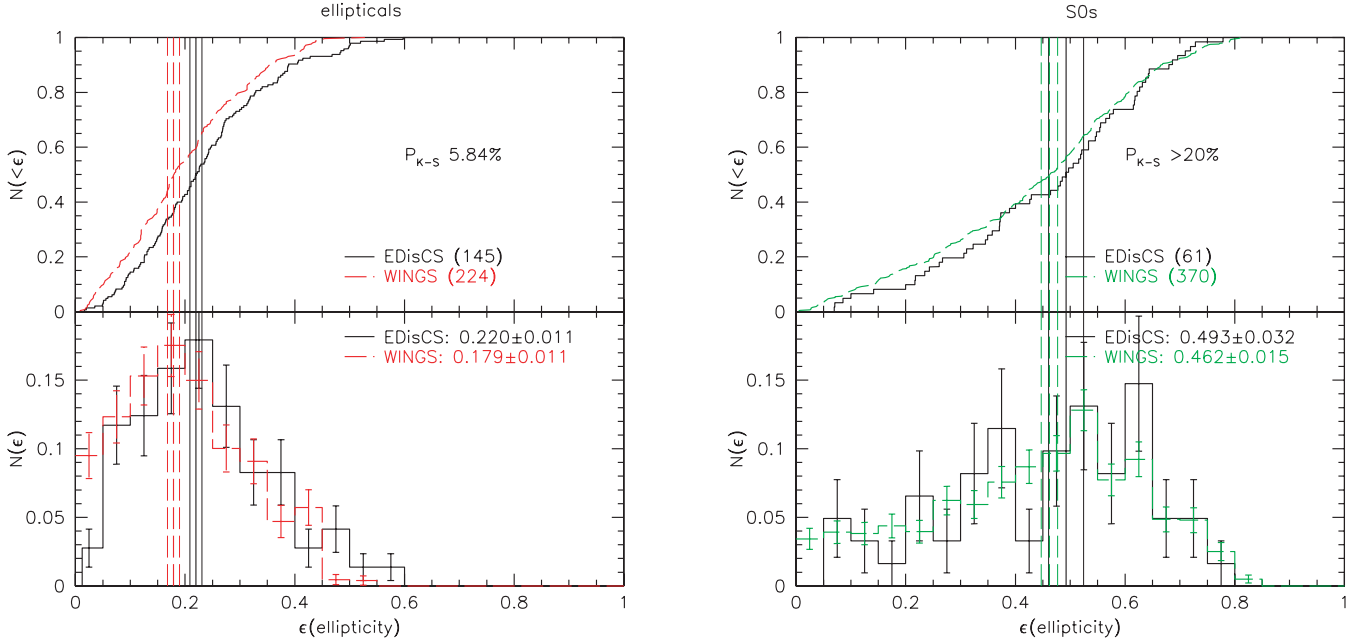 ellipticals
S0s
1
0.8
0.6
0.4
0.2
0
N(<ϵ)
P_K-S 5.84%
EDisCS (145)
WINGS (224)
1
0.8
0.6
0.4
0.2
0
N(<ϵ)
P_K-S >20%
EDisCS (61)
WINGS (370)
0.15
0.1
0.05
0
N(ϵ)
EDisCS: 0.220±0.011
WINGS: 0.179±0.011
0 0.2 0.4 0.6 0.8 1
ϵ(ellipticity)
0.15
0.1
0.05
0
N(ϵ)
EDisCS: 0.493±0.032
WINGS: 0.462±0.015
0 0.2 0.4 0.6 0.8 1
ϵ(ellipticity)